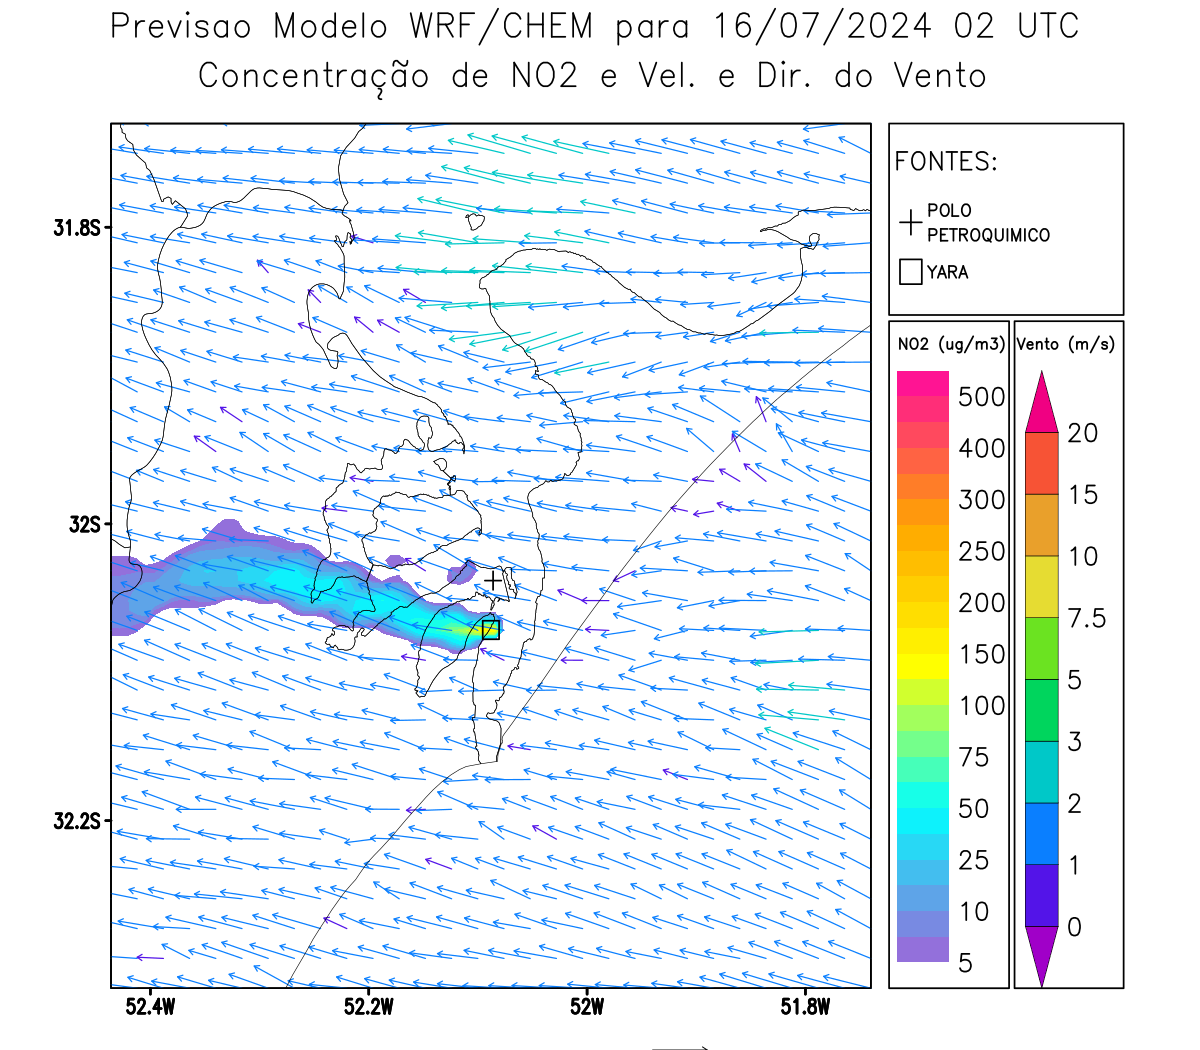 Previsao Modelo WRF/CHEM para 16/07/2024 02 UTC
Concentração de NO2 e Vel. e Dir. do Vento
FONTES:
POLO
PETROQUIMICO
YARA
NO2 (ug/m3)
500
400
300
250
200
150
100
75
50
25
10
5
Vento (m/s)
20
15
10
7.5
5
3
2
1
0
31.8S
32S
32.2S
52.4W
52.2W
52W
51.8W